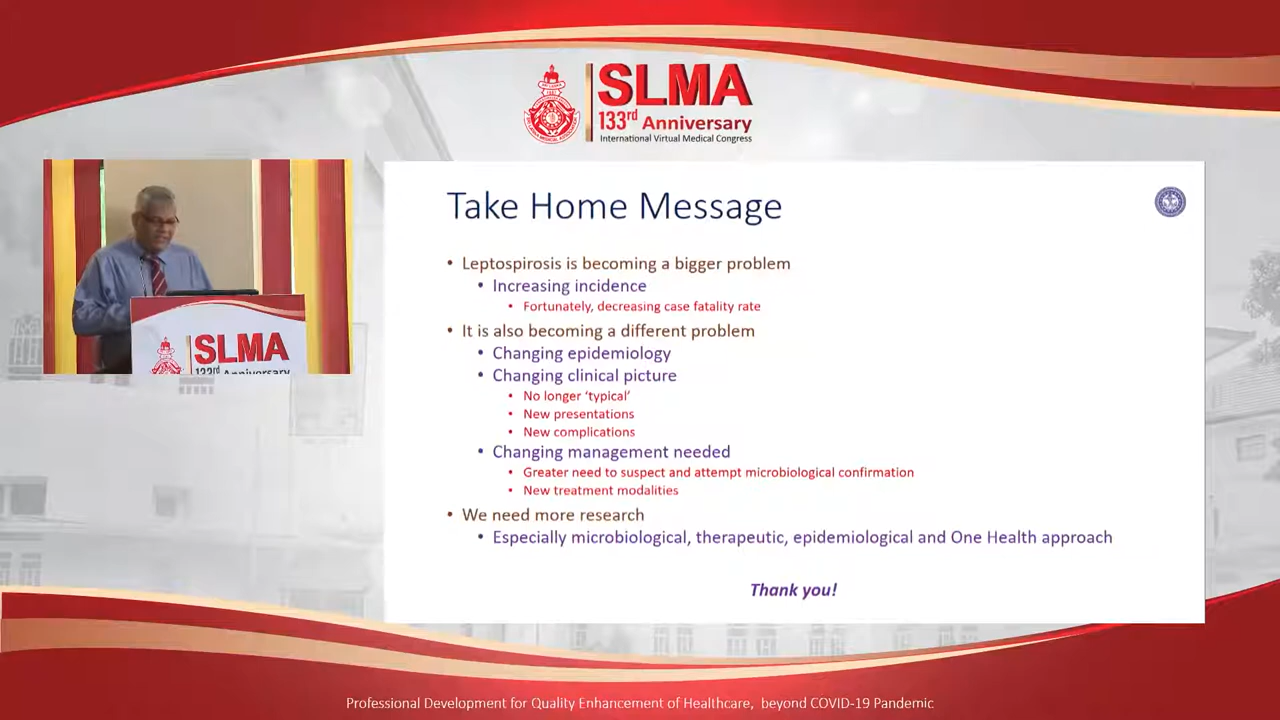 SLMA
133rd Anniversary
International Virtual Medical Congress
Take Home Message
• Leptospirosis is becoming a bigger problem
• Increasing incidence
• Fortunately, decreasing case fatality rate
• It is also becoming a different problem
• Changing epidemiology
• Changing clinical picture
• No longer ‘typical’
• New presentations
• New complications
• Changing management needed
• Greater need to suspect and attempt microbiological confirmation
• New treatment modalities
• We need more research
• Especially microbiological, therapeutic, epidemiological and One Health approach
Thank you!
SLMA
133rd Anniversary
Professional Development for Quality Enhancement of Healthcare, beyond COVID-19 Pandemic